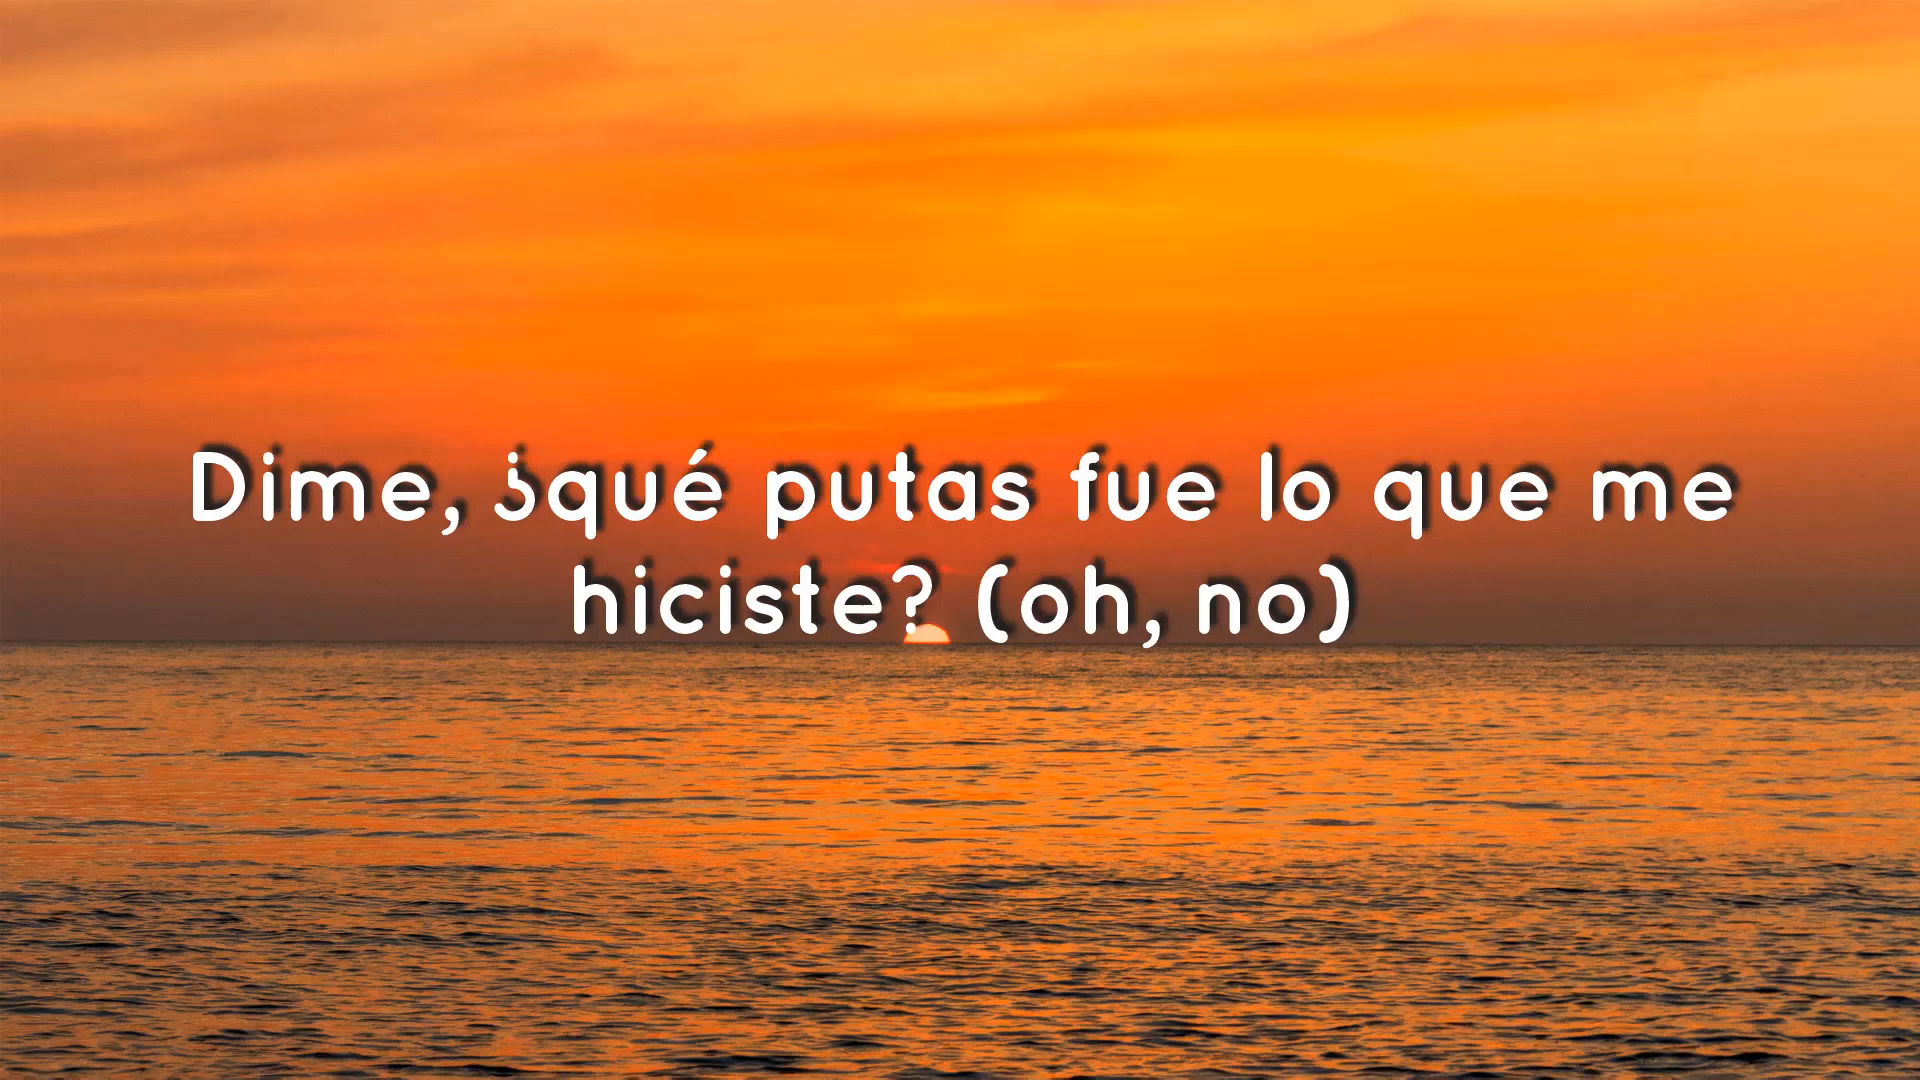 Dime, ¿qué putas fue lo que me
hiciste? (oh, no)